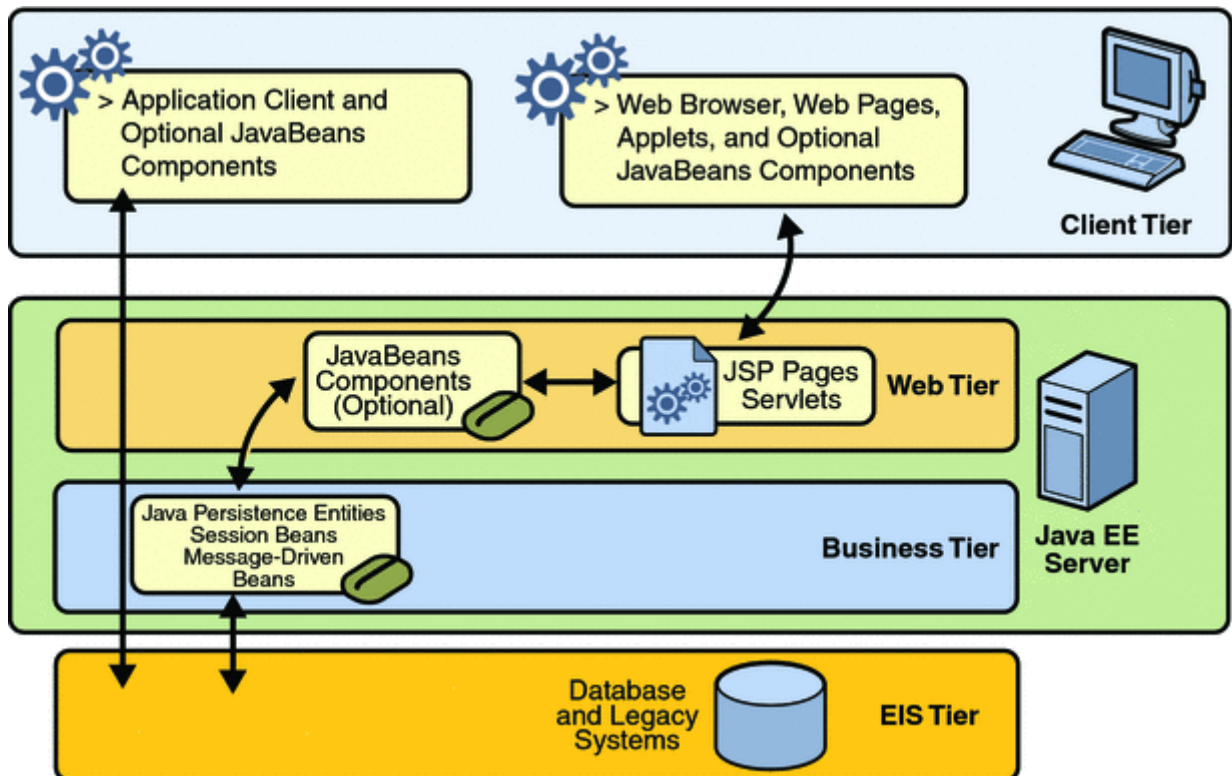 > Application Client and
Optional JavaBeans
Components
> Web Browser, Web Pages,
Applets, and Optional
JavaBeans Components
Client Tier
JavaBeans
Components
(Optional)
JSP Pages
Servlets
Web Tier
Java Persistence Entities
Session Beans
Message-Driven
Beans
Business Tier
Java EE
Server
Database
and Legacy
Systems
EIS Tier